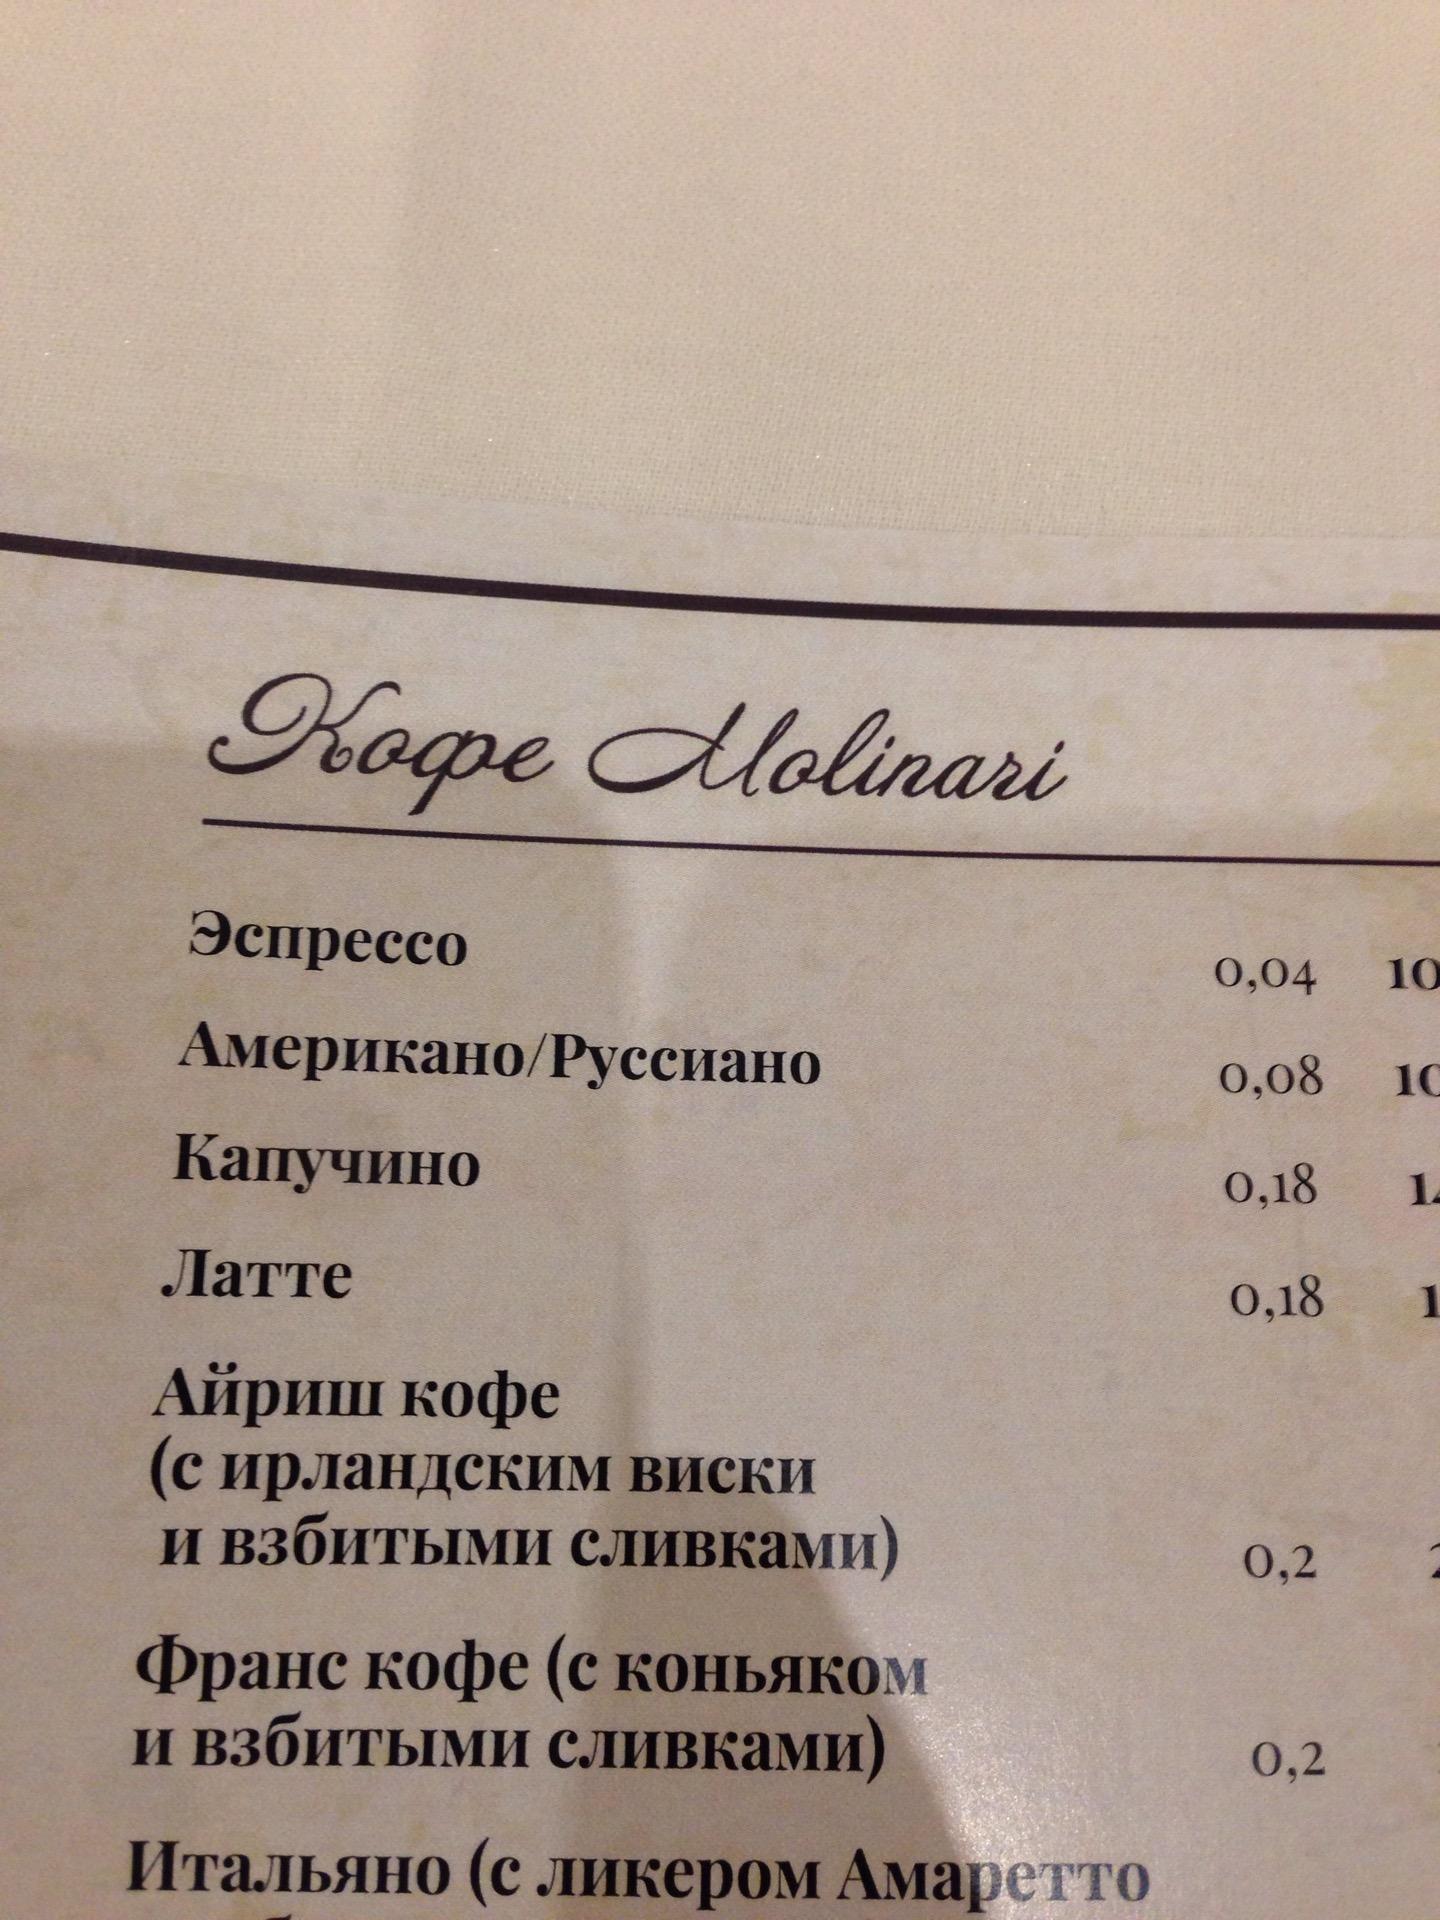 Кофе Molinari
Эспрессо 0,04
Американо/Руссиано 0,08
Капучино 0,18
Латте 0,18
Айриш кофе
(с ирландским виски
и взбитыми сливками) 0,2
Франс кофе (с коньяком
и взбитыми сливками) 0,2
Итальяно (с ликером Амаретто